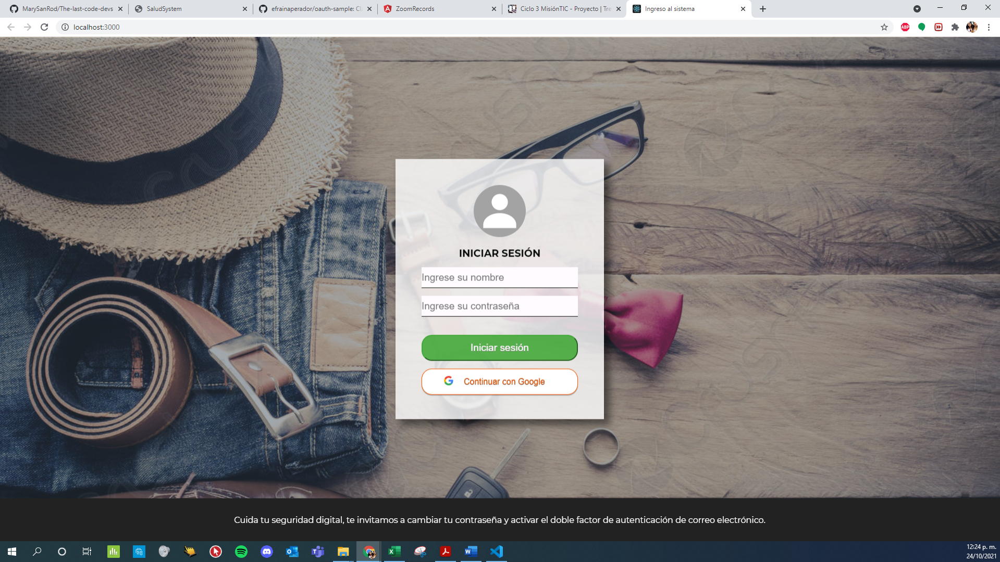 MarySanRod/The-last-code-devs
SaludSystem
efrainaperador/oauth-sample: Cl
ZoomRecords
Ciclo 3 MisiónTIC - Proyecto | Tre
Ingreso al sistema
localhost:3000
ABP
INICIAR SESIÓN
Ingrese su nombre
Ingrese su contraseña
Iniciar sesión
Continuar con Google
Cuida tu seguridad digital, te invitamos a cambiar tu contraseña y activar el doble factor de autenticación de correo electrónico.
12:24 p. m.
24/10/2021